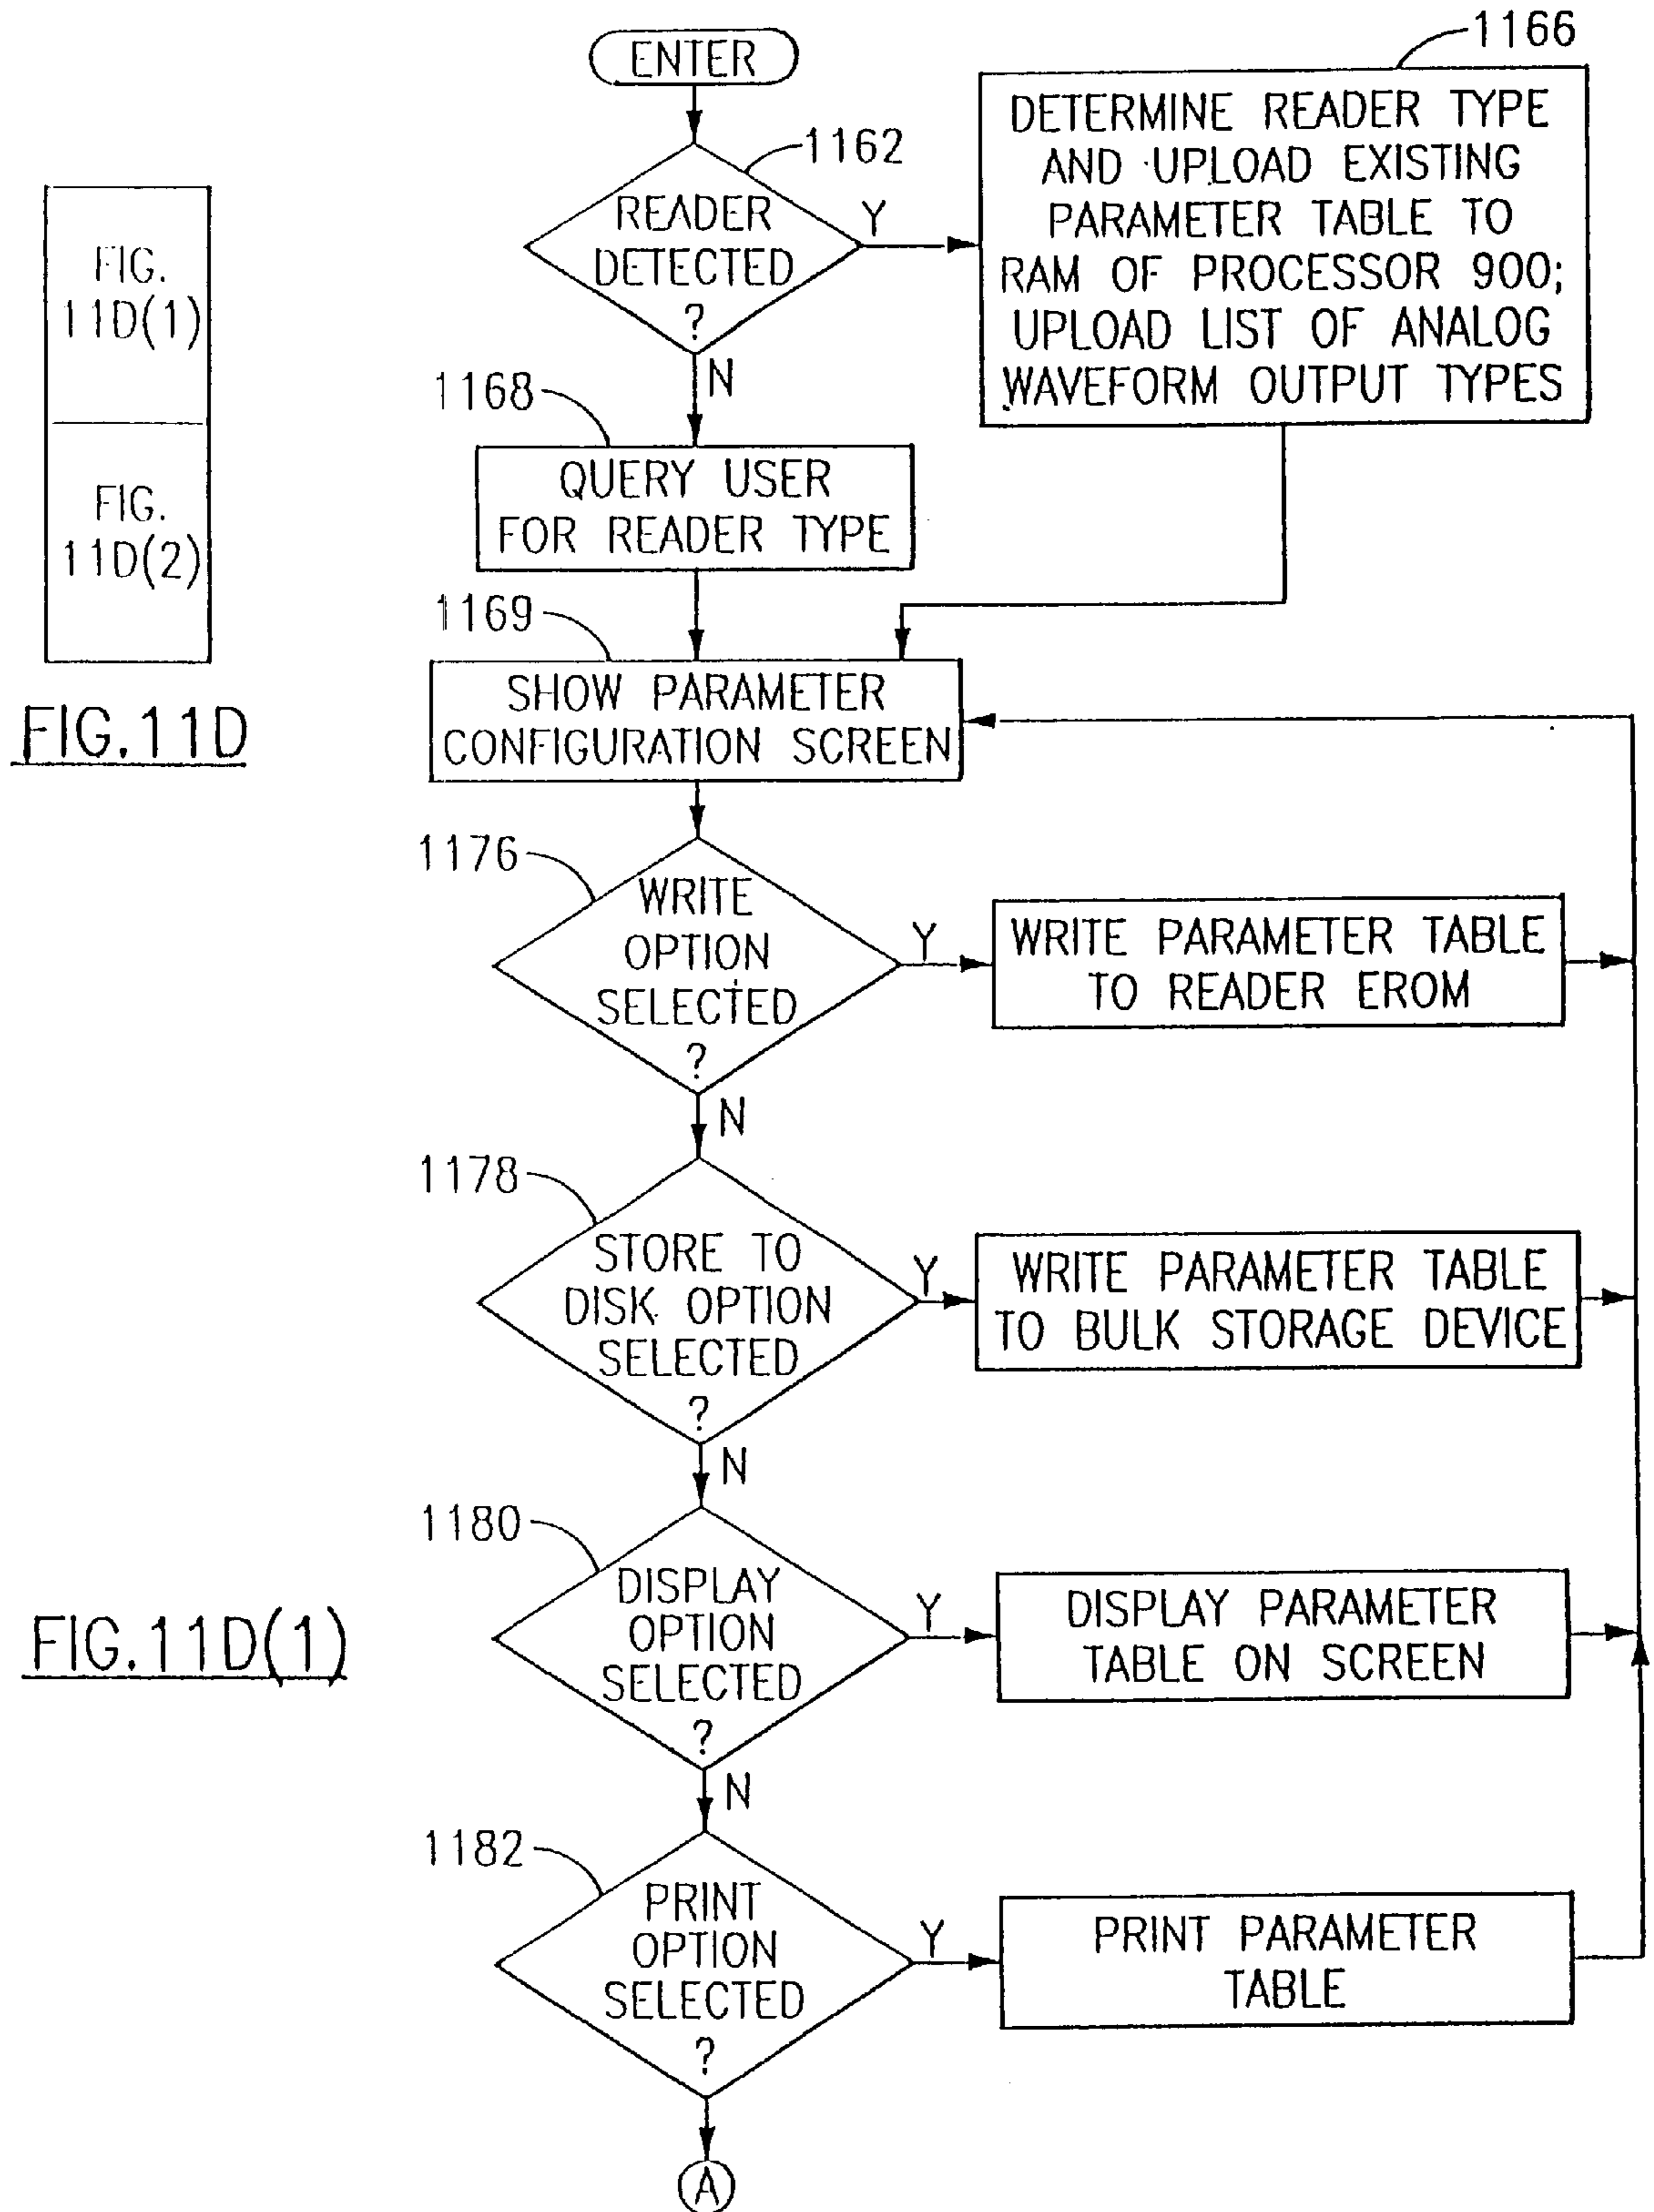 ENTER
1166
DETERMINE READER TYPE
AND UPLOAD EXISTING
PARAMETER TABLE TO
RAM OF PROCESSOR 900;
UPLOAD LIST OF ANALOG
WAVEFORM OUTPUT TYPES
1162
READER
DETECTED
?
Y
N
FIG.
11D(1)
FIG.
11D(2)
FIG.11D
1168
QUERY USER
FOR READER TYPE
1169
SHOW PARAMETER
CONFIGURATION SCREEN
1176
WRITE
OPTION
SELECTED
?
Y
WRITE PARAMETER TABLE
TO READER EROM
N
1178
STORE TO
DISK OPTION
SELECTED
?
Y
WRITE PARAMETER TABLE
TO BULK STORAGE DEVICE
N
1180
DISPLAY
OPTION
SELECTED
?
Y
DISPLAY PARAMETER
TABLE ON SCREEN
FIG.11D(1)
N
1182
PRINT
OPTION
SELECTED
?
Y
PRINT PARAMETER
TABLE
A